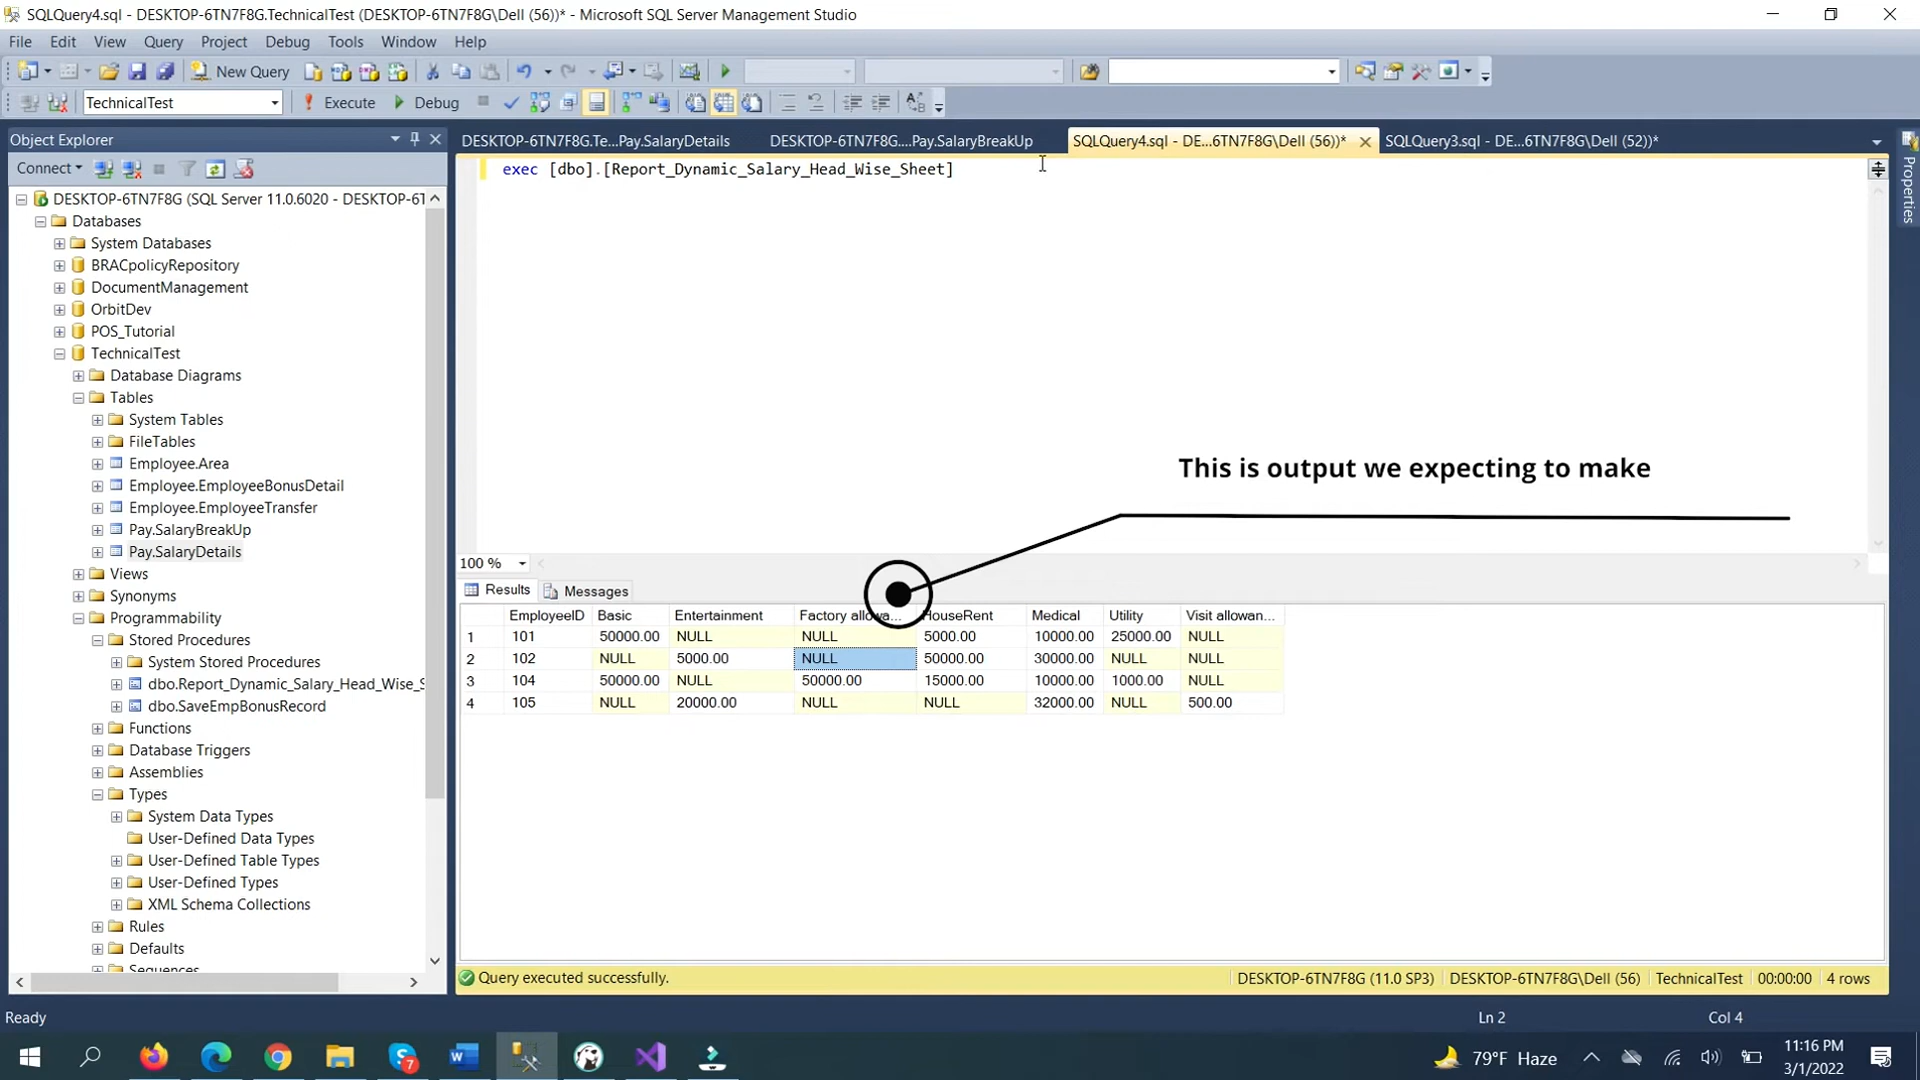 SQLQuery4.sql - DESKTOP-6TN7F8G.TechnicalTest (DESKTOP-6TN7F8G\Dell (56))* - Microsoft SQL Server Management Studio
File Edit View Query Project Debug Tools Window Help
New Query
TechnicalTest Execute Debug
Object Explorer
Connect
DESKTOP-6TN7F8G (SQL Server 11.0.6020 - DESKTOP-6T
Databases
System Databases
BRACpolicyRepository
DocumentManagement
OrbitDev
POS_Tutorial
TechnicalTest
Database Diagrams
Tables
System Tables
FileTables
Employee.Area
Employee.EmployeeBonusDetail
Employee.EmployeeTransfer
Pay.SalaryBreakUp
Pay.SalaryDetails
Views
Synonyms
Programmability
Stored Procedures
System Stored Procedures
dbo.Report_Dynamic_Salary_Head_Wise_S
dbo.SaveEmpBonusRecord
Functions
Database Triggers
Assemblies
Types
System Data Types
User-Defined Data Types
User-Defined Table Types
User-Defined Types
XML Schema Collections
Rules
Defaults
Sequences
DESKTOP-6TN7F8G.Te...Pay.SalaryDetails DESKTOP-6TN7F8G....Pay.SalaryBreakUp SQLQuery4.sql - DE...6TN7F8G\Dell (56))* SQLQuery3.sql - DE...6TN7F8G\Dell (52))*
exec [dbo].[Report_Dynamic_Salary_Head_Wise_Sheet]
This is output we expecting to make
100 %
Results Messages
EmployeeID Basic Entertainment Factory allowa... HouseRent Medical Utility Visit allowan...
1 101 50000.00 NULL NULL 5000.00 10000.00 25000.00 NULL
2 102 NULL 5000.00 NULL 50000.00 30000.00 NULL NULL
3 104 50000.00 NULL 50000.00 15000.00 10000.00 1000.00 NULL
4 105 NULL 20000.00 NULL NULL 32000.00 NULL 500.00
Query executed successfully. DESKTOP-6TN7F8G (11.0 SP3) DESKTOP-6TN7F8G\Dell (56) TechnicalTest 00:00:00 4 rows
Properties
Ready Ln 2 Col 4
79°F Haze
11:16 PM
3/1/2022